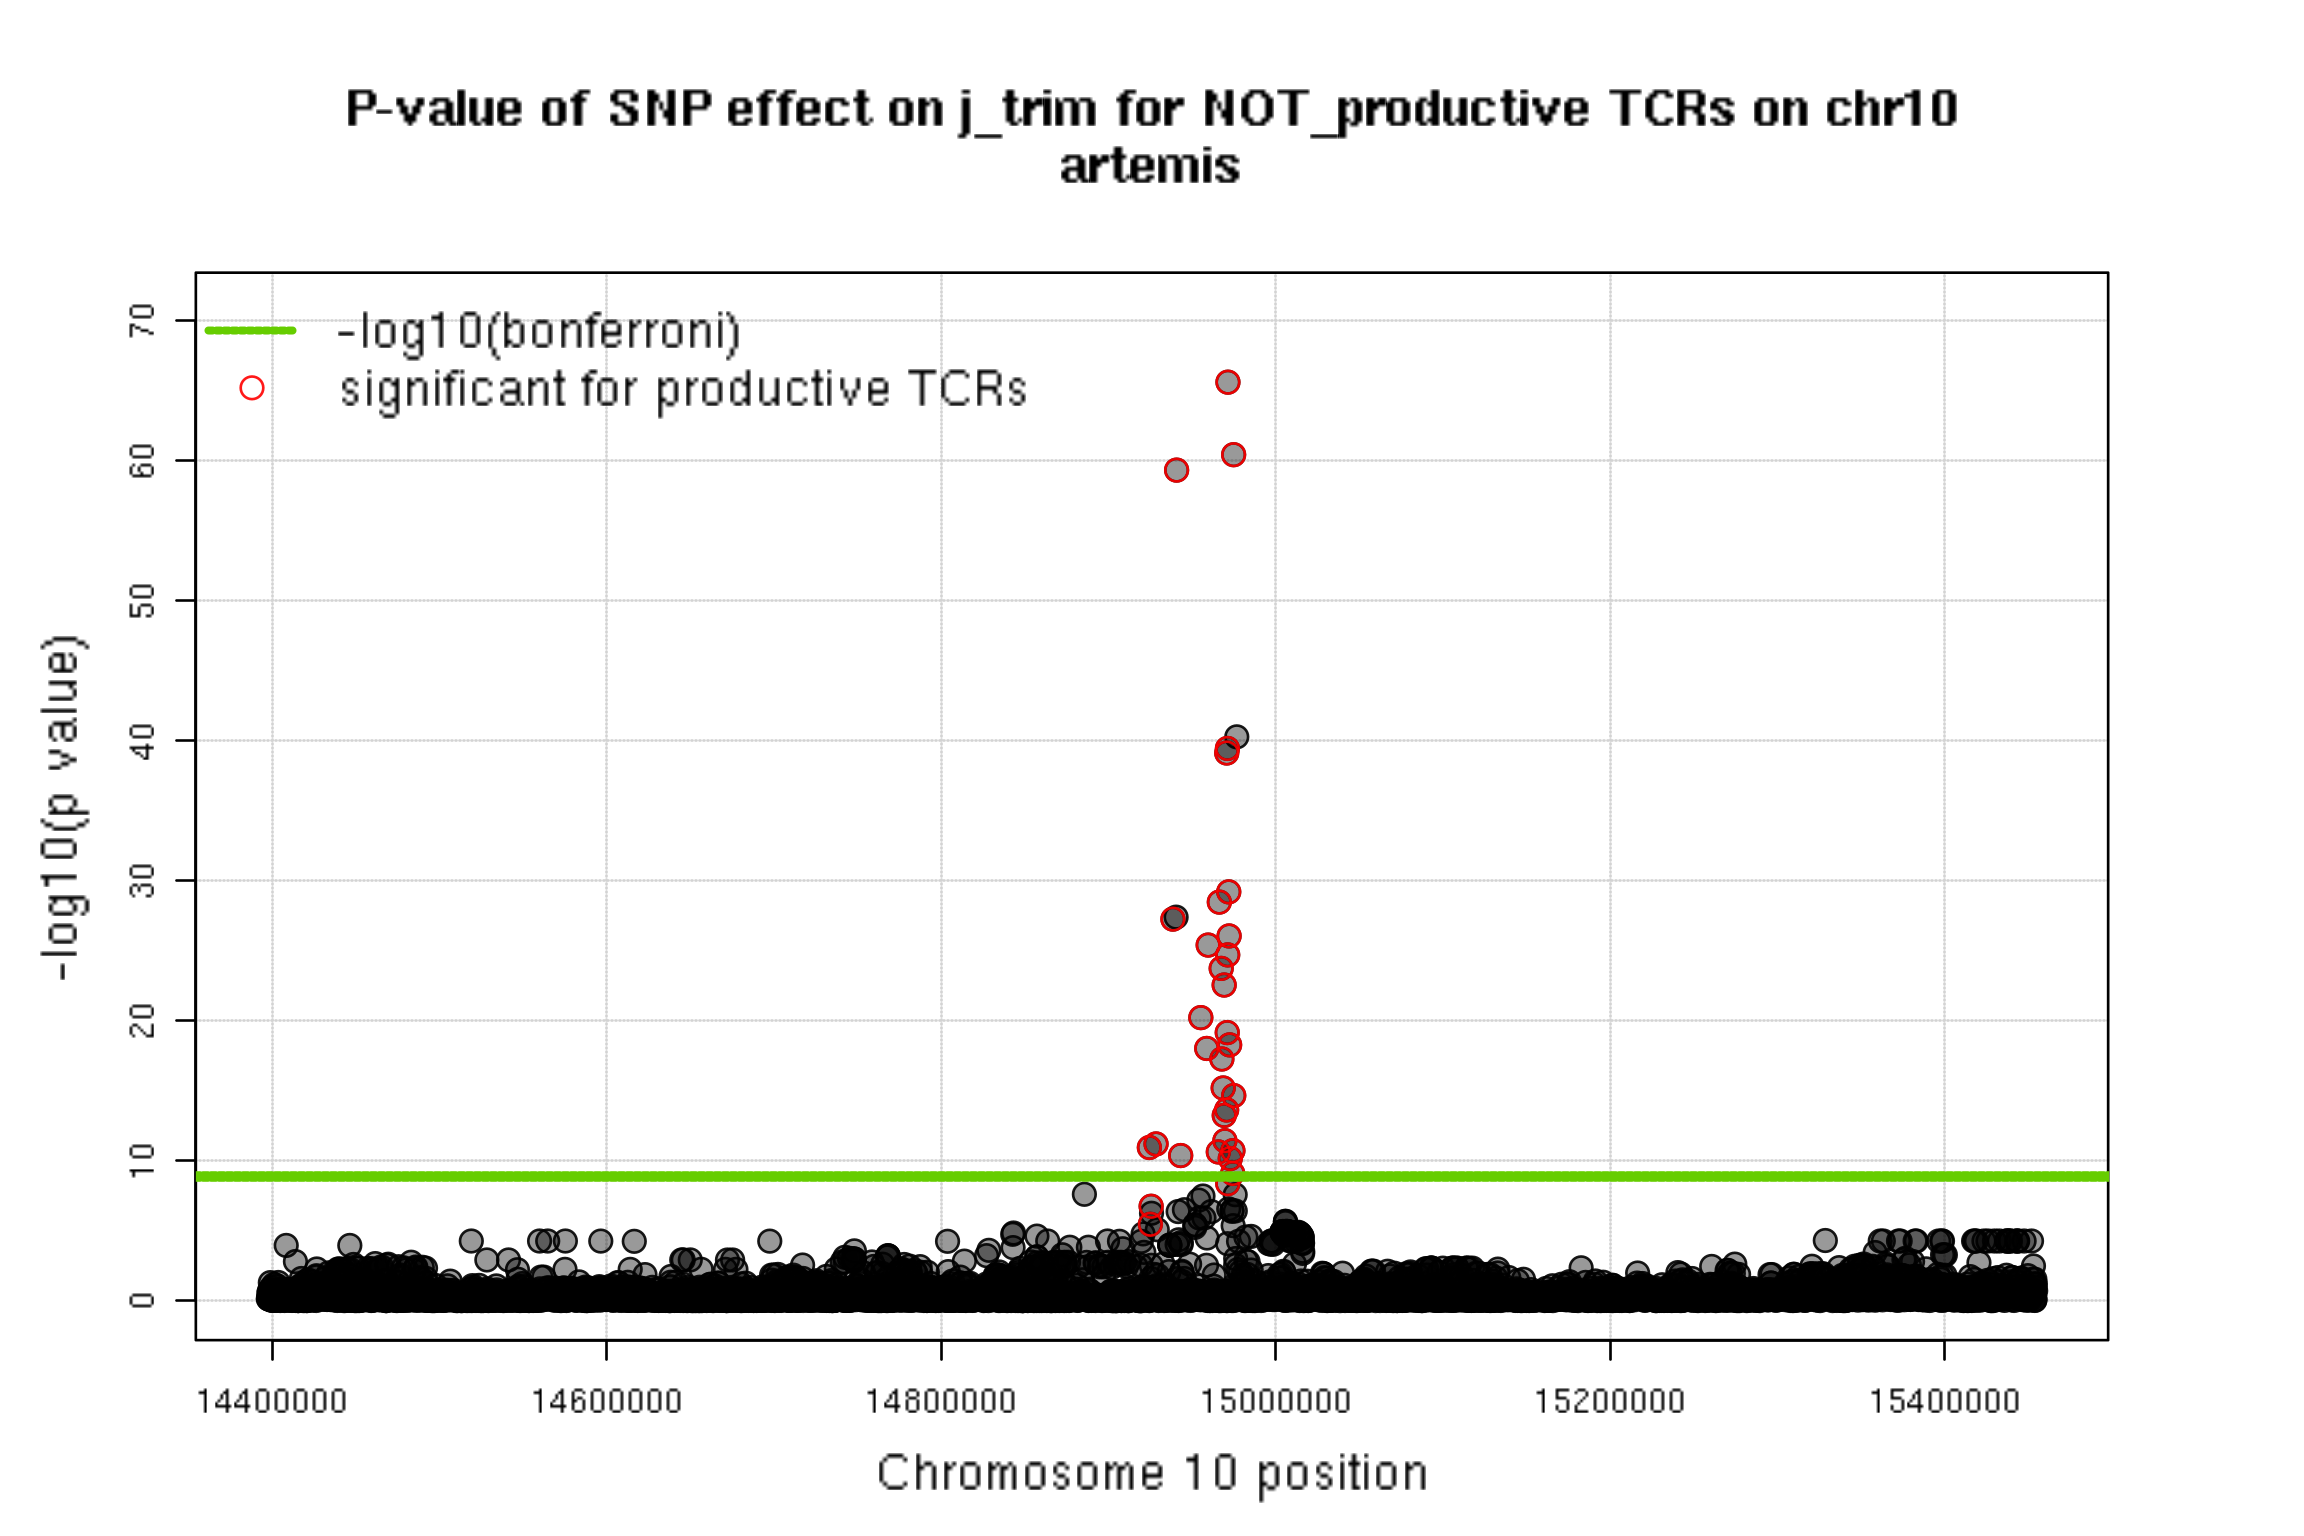 P-value of SNP effect on j_trim for NOT_productive TCRs on chr10
artemis
-log10(bonferroni)
significant for productive TCRs
-log10(p value)
70
60
50
40
30
20
10
0
14400000 14600000 14800000 15000000 15200000 15400000
Chromosome 10 position